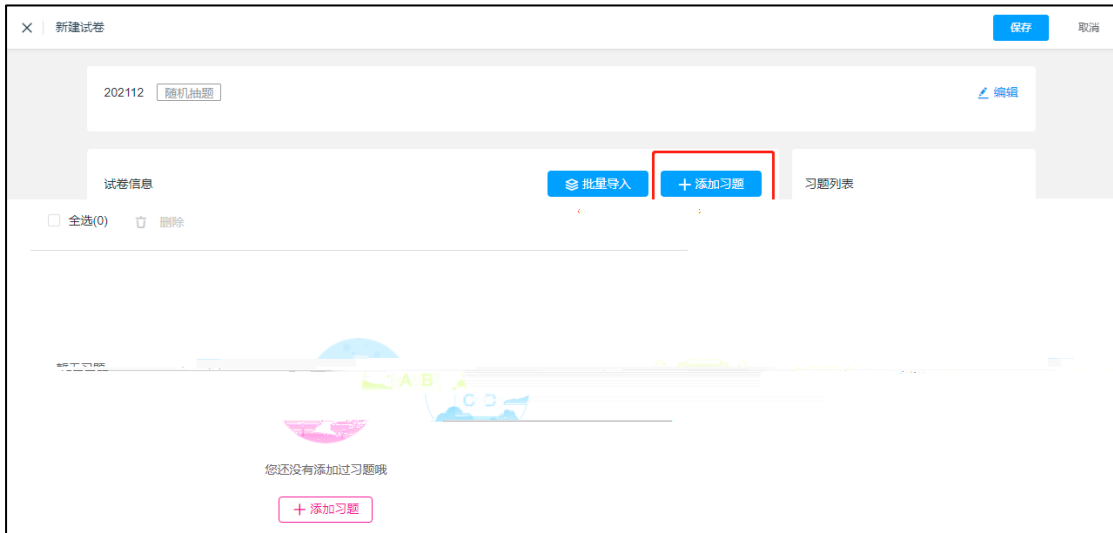 新建试卷 保存 取消
202112 随机抽题 编辑
试卷信息 批量导入 添加习题 习题列表
全选(0) 删除
A B
C D
您还没有添加过习题哦
添加习题